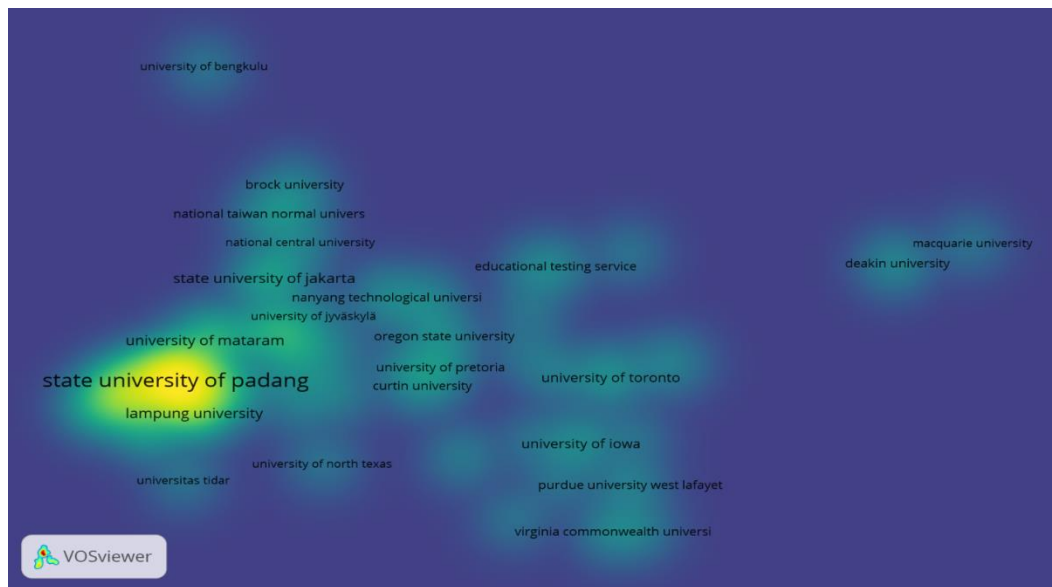 university of bengkulu
brock university
national taiwan normal univers
national central university
macquarie university
deakin university
educational testing service
state university of jakarta
nanyang technological universi
university of jyväskylä
oregon state university
university of mataram
university of pretoria
university of toronto
state university of padang
curtin university
lampung university
university of iowa
university of north texas
universitas tidar
purdue university west lafayet
virginia commonwealth universi
VOSviewer